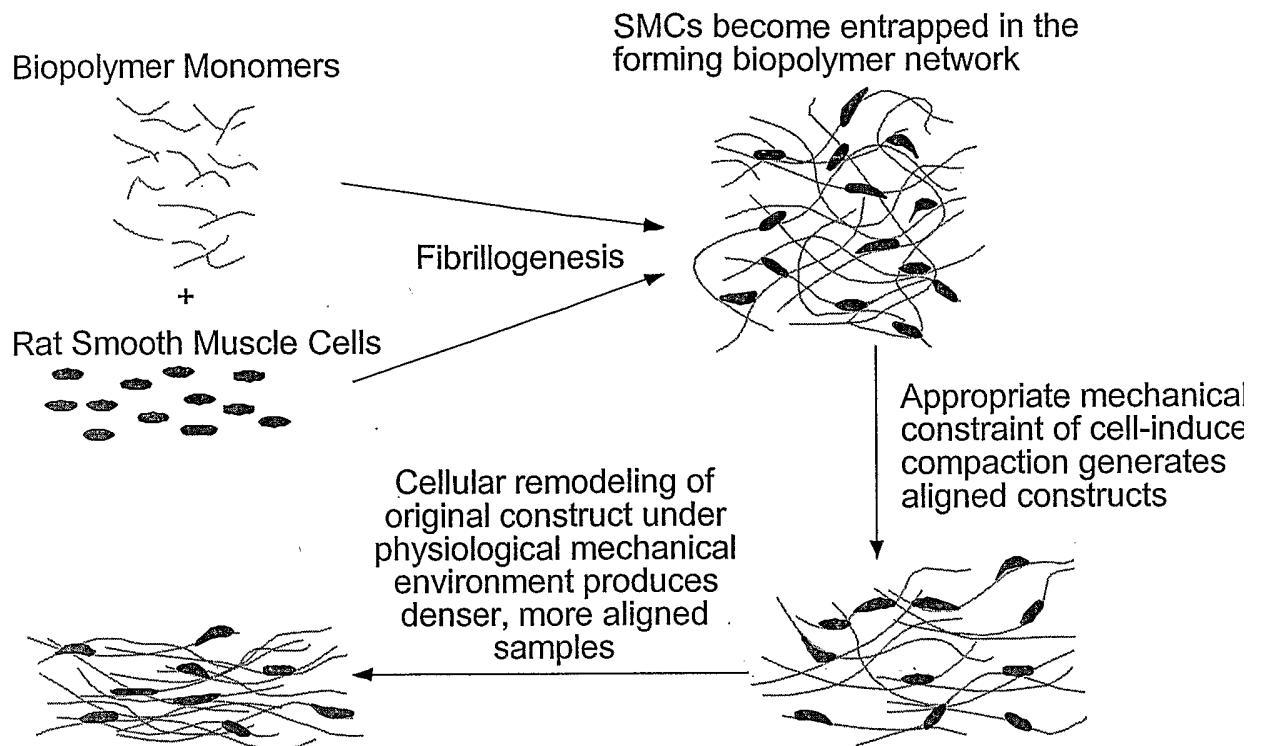 Biopolymer Monomers
+
Rat Smooth Muscle Cells
Fibrillogenesis
SMCs become entrapped in the
forming biopolymer network
Appropriate mechanical
constraint of cell-induce
compaction generates
aligned constructs
Cellular remodeling of
original construct under
physiological mechanical
environment produces
denser, more aligned
samples